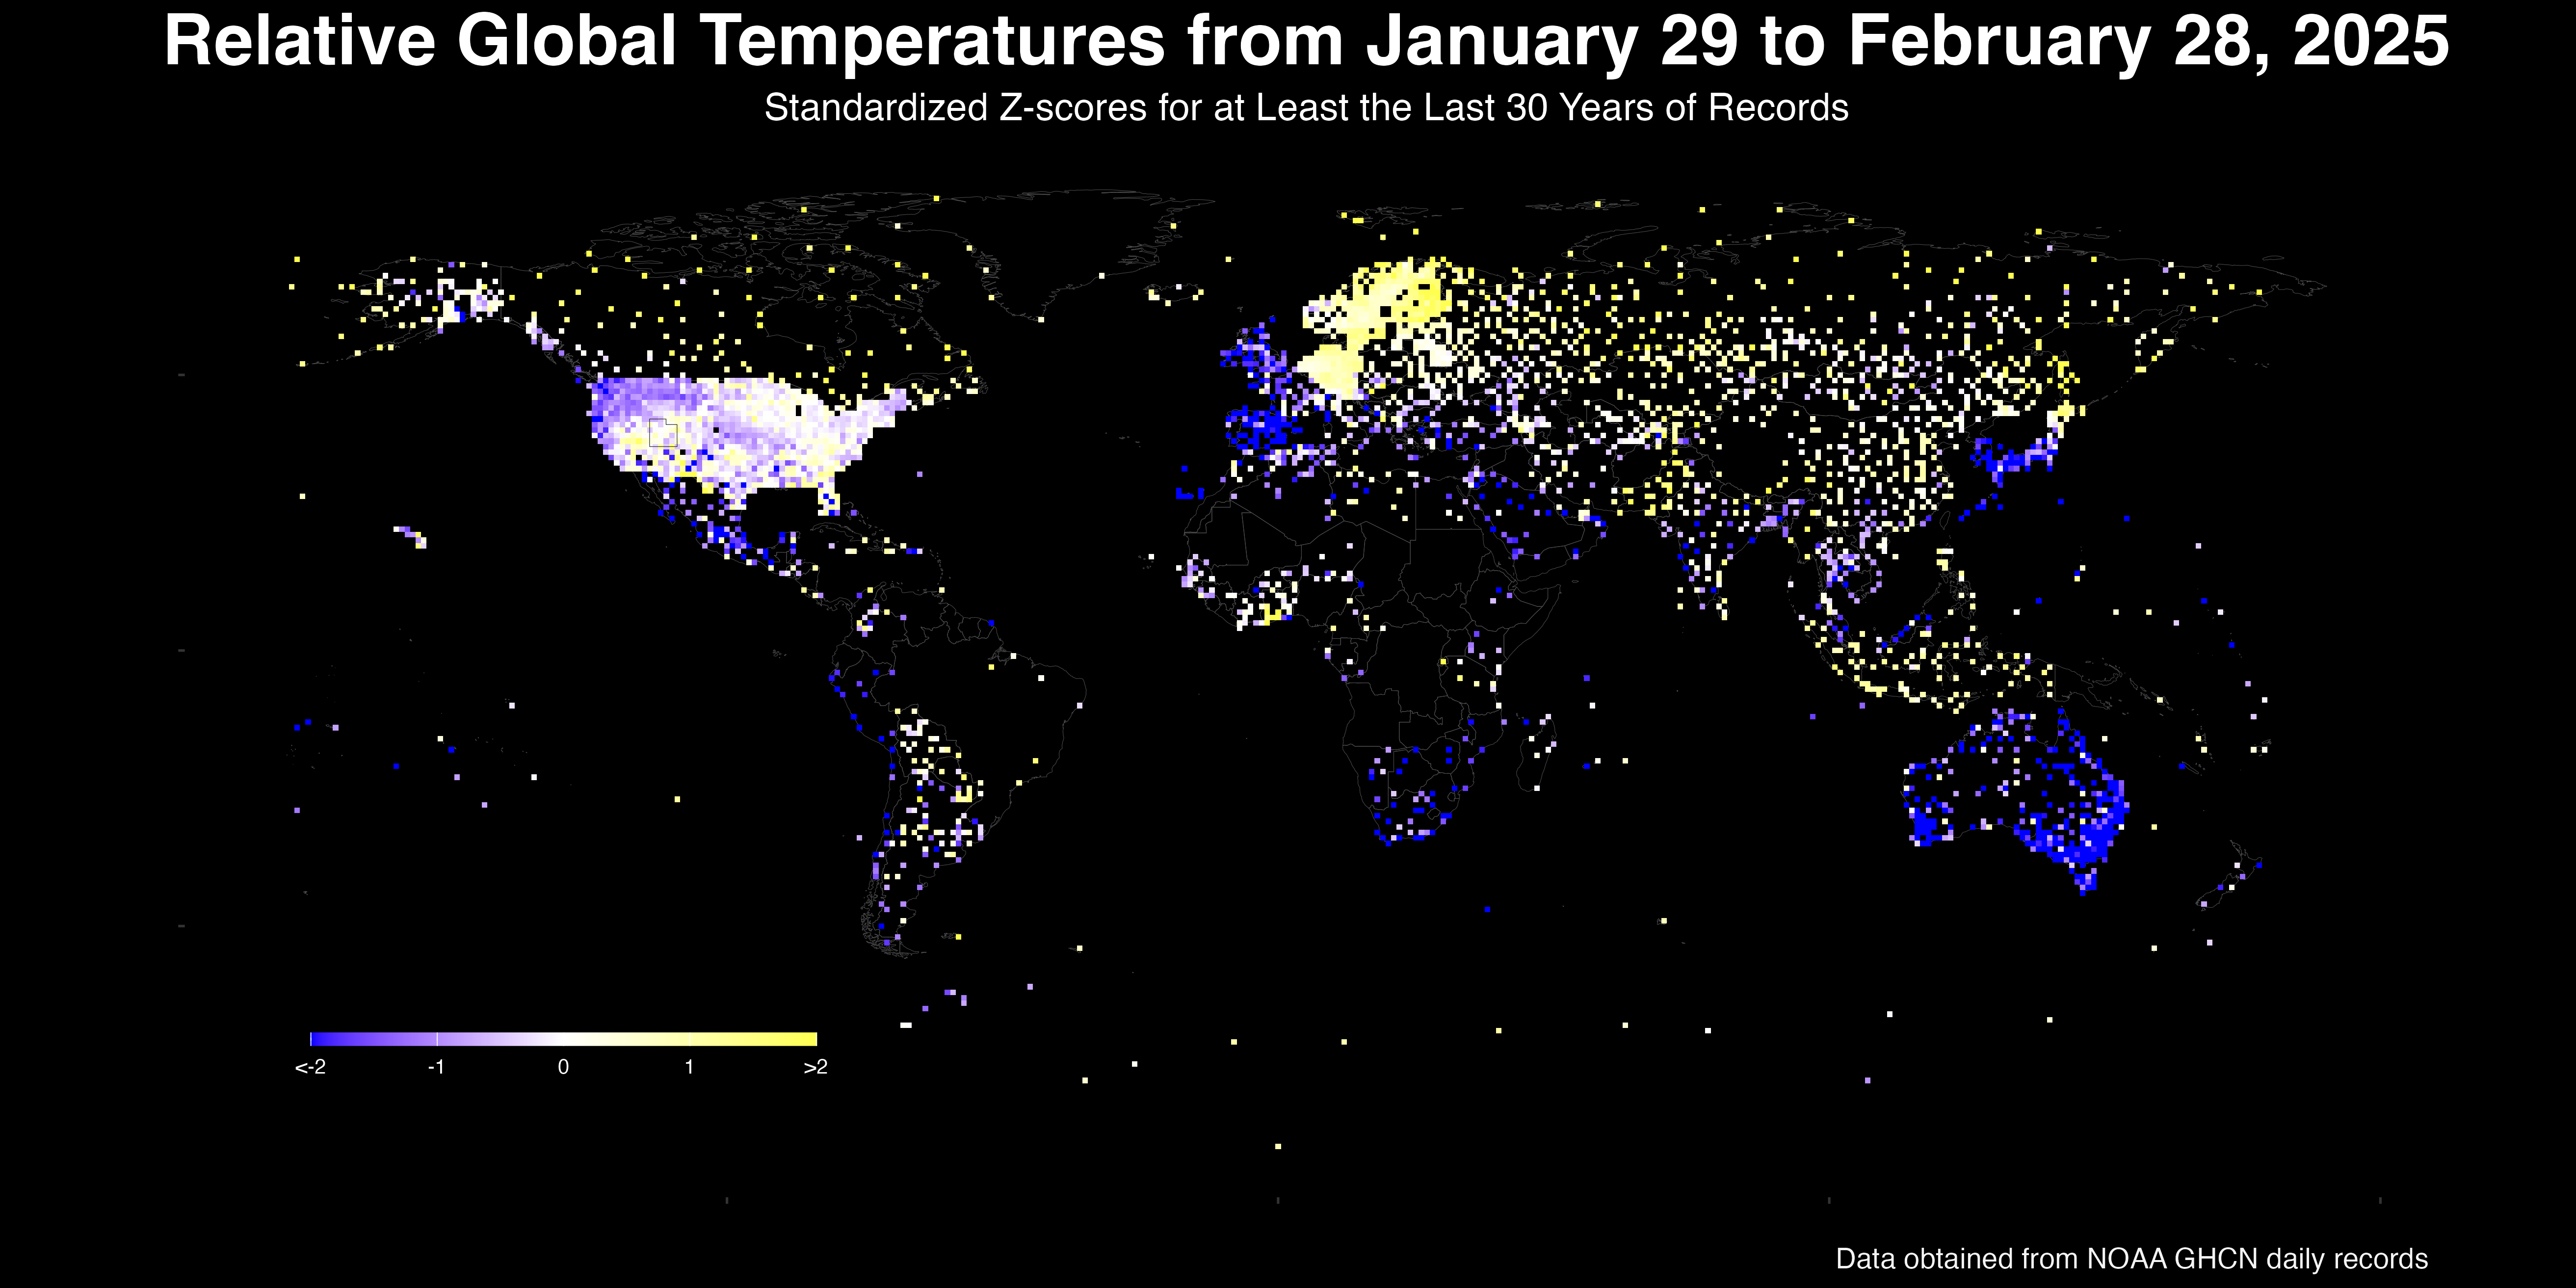 Relative Global Temperatures from January 29 to February 28, 2025
Standardized Z-scores for at Least the Last 30 Years of Records
<-2 -1 0 1 >2
Data obtained from NOAA GHCN daily records